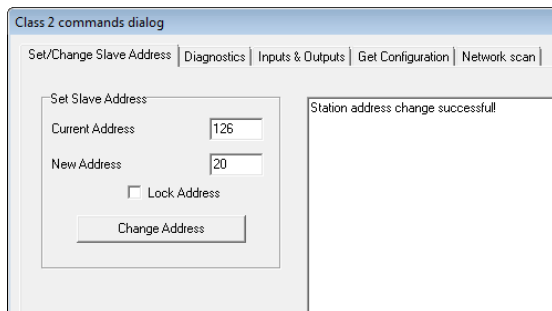 Class 2 commands dialog
Set/Change Slave Address Diagnostics Inputs & Outputs Get Configuration Network scan
Set Slave Address
Current Address 126
New Address 20
Lock Address
Change Address
Station address change successful!